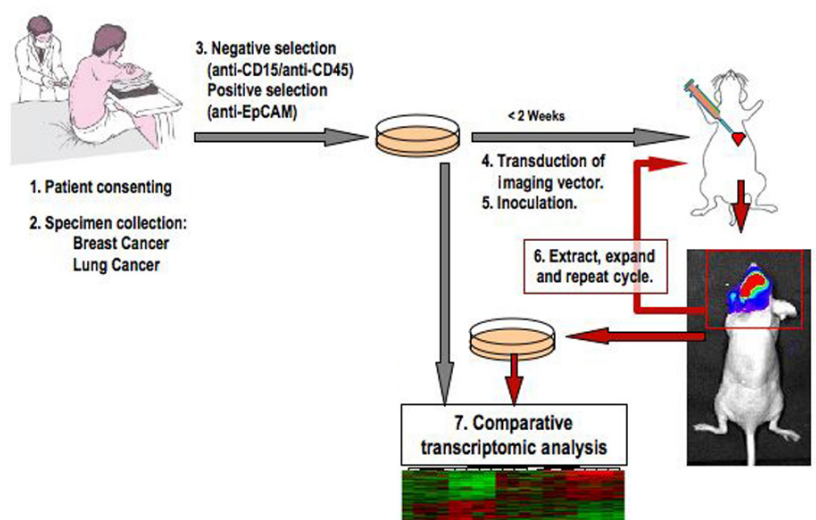 3. Negative selection
(anti-CD15/anti-CD45)
Positive selection
(anti-EpCAM)
< 2 Weeks
4. Transduction of
imaging vector.
5. Inoculation.
1. Patient consenting
2. Specimen collection:
Breast Cancer
Lung Cancer
6. Extract, expand
and repeat cycle.
7. Comparative
transcriptomic analysis